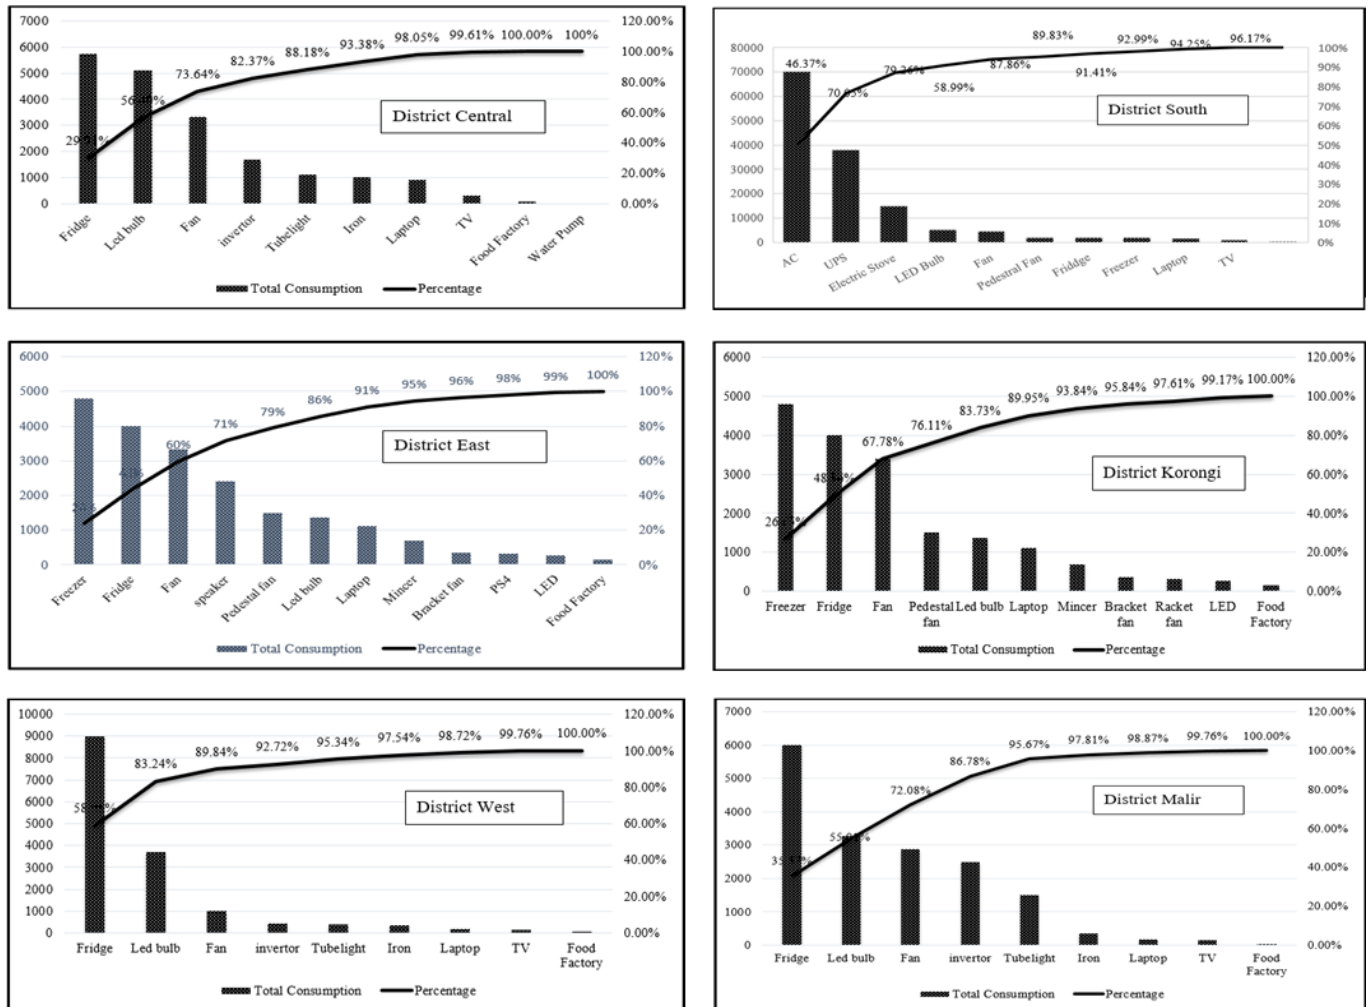 7000 120.00%
6000 100.00%
5000 80.00%
4000 60.00%
3000 40.00%
2000 20.00%
1000 0.00%
0
73.64% 82.37% 88.18% 93.38% 98.05% 99.61% 100.00% 100%
District Central
Fridge Led bulb Fan invertor Tubelight Iron Laptop TV Food Factory Water Pump
Total Consumption Percentage
80000 100%
70000 90%
60000 80%
50000 70%
40000 60%
30000 50%
20000 40%
10000 30%
0 20%
10%
0%
46.37% 79.26% 58.99% 87.86% 89.83% 91.41% 92.99% 94.25% 96.17%
District South
AC UPS Electric Stove LED Bulb Fan Pedestral Fan Friddge Freezer Laptop TV
Total Consumption Percentage
6000 120%
5000 100%
4000 80%
3000 60%
2000 40%
1000 20%
0 0%
60% 71% 79% 86% 91% 95% 96% 98% 99% 100%
District East
Freezer Fridge Fan speaker Pedestal fan Led bulb Laptop Mincer Bracket fan PS4 LED Food Factory
Total Consumption Percentage
6000 120.00%
5000 100.00%
4000 80.00%
3000 60.00%
2000 40.00%
1000 20.00%
0 0.00%
67.78% 76.11% 83.73% 89.95% 93.84% 95.84% 97.61% 99.17% 100.00%
District Korongi
Freezer Fridge Fan Pedestal fan Led bulb Laptop Mincer Bracket fan Racket fan LED Food Factory
Total Consumption Percentage
10000 120.00%
9000 100.00%
8000 80.00%
7000 60.00%
6000 40.00%
5000 20.00%
4000 0.00%
3000
2000
1000
0
83.24% 89.84% 92.72% 95.34% 97.54% 98.72% 99.76% 100.00%
District West
Fridge Led bulb Fan invertor Tubelight Iron Laptop TV Food Factory
Total Consumption Percentage
7000 120.00%
6000 100.00%
5000 80.00%
4000 60.00%
3000 40.00%
2000 20.00%
1000 0.00%
0
72.08% 86.78% 95.67% 97.81% 98.87% 99.76% 100.00%
District Malir
Fridge Led bulb Fan invertor Tubelight Iron Laptop TV Food Factory
Total Consumption Percentage